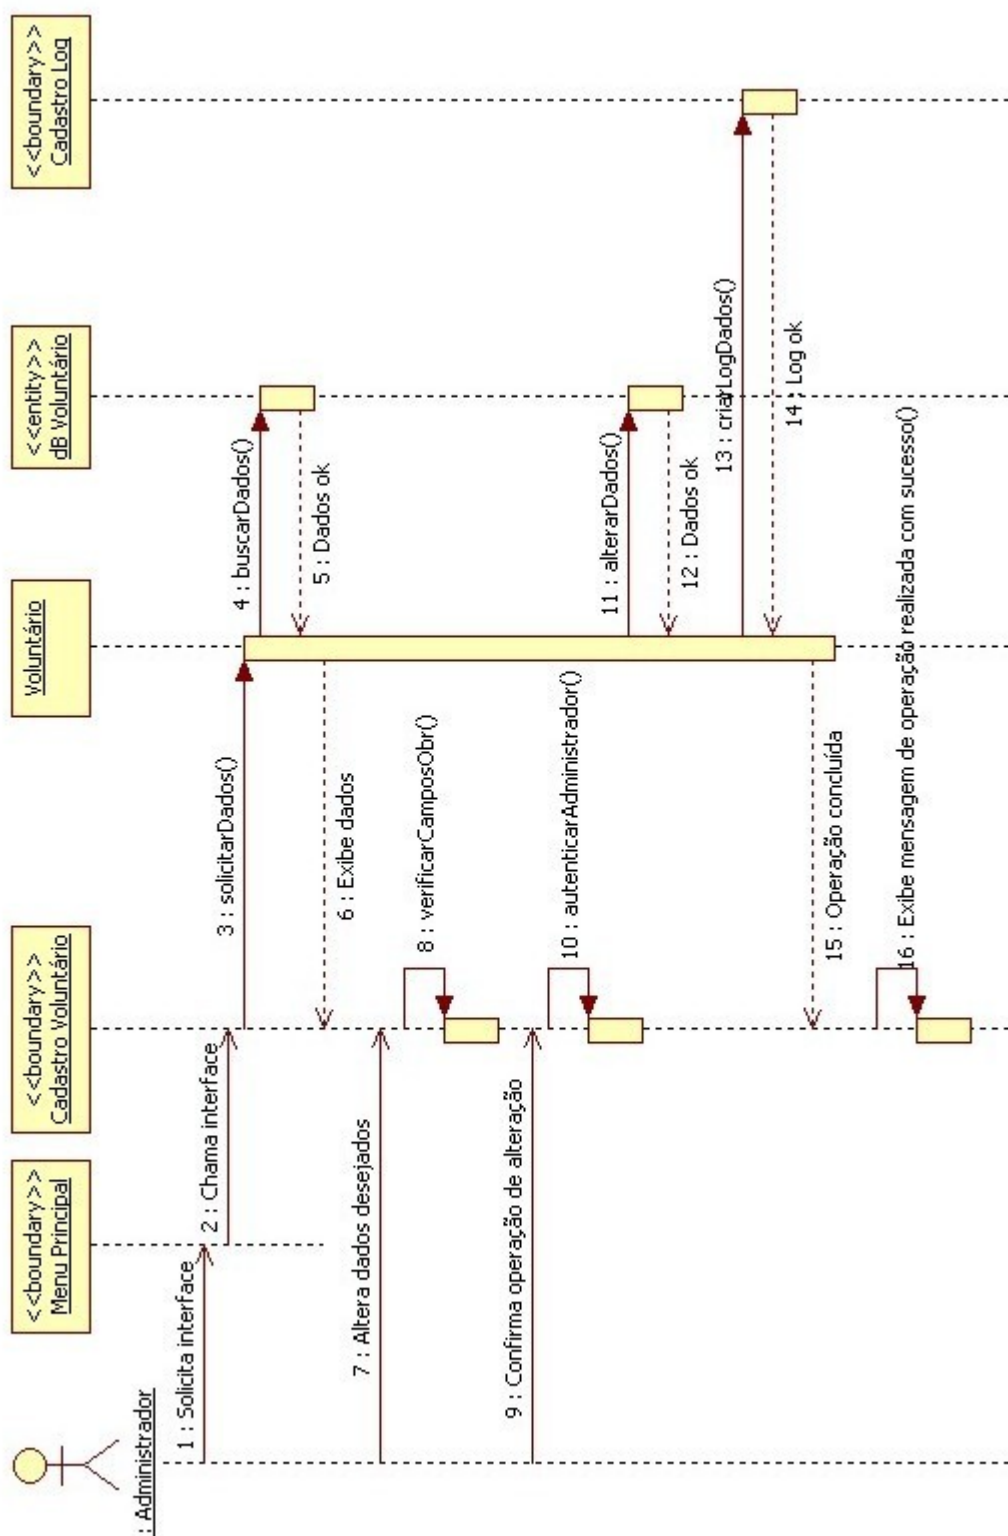 : Administrador
<<boundary>>
Menu Principal
<<boundary>>
Cadastro Voluntário
Voluntário
<<entity>>
dB Voluntário
<<boundary>>
Cadastro Log
1 : Solicita interface
2 : Chama interface
3 : solicitarDados()
4 : buscarDados()
5 : Dados ok
6 : Exibe dados
7 : Altera dados desejados
8 : verificarCamposObr()
9 : Confirma operação de alteração
10 : autenticarAdministrador()
11 : alterarDados()
12 : Dados ok
13 : criarLogDados()
14 : Log ok
15 : Operação concluída
16 : Exibe mensagem de operação realizada com sucesso()